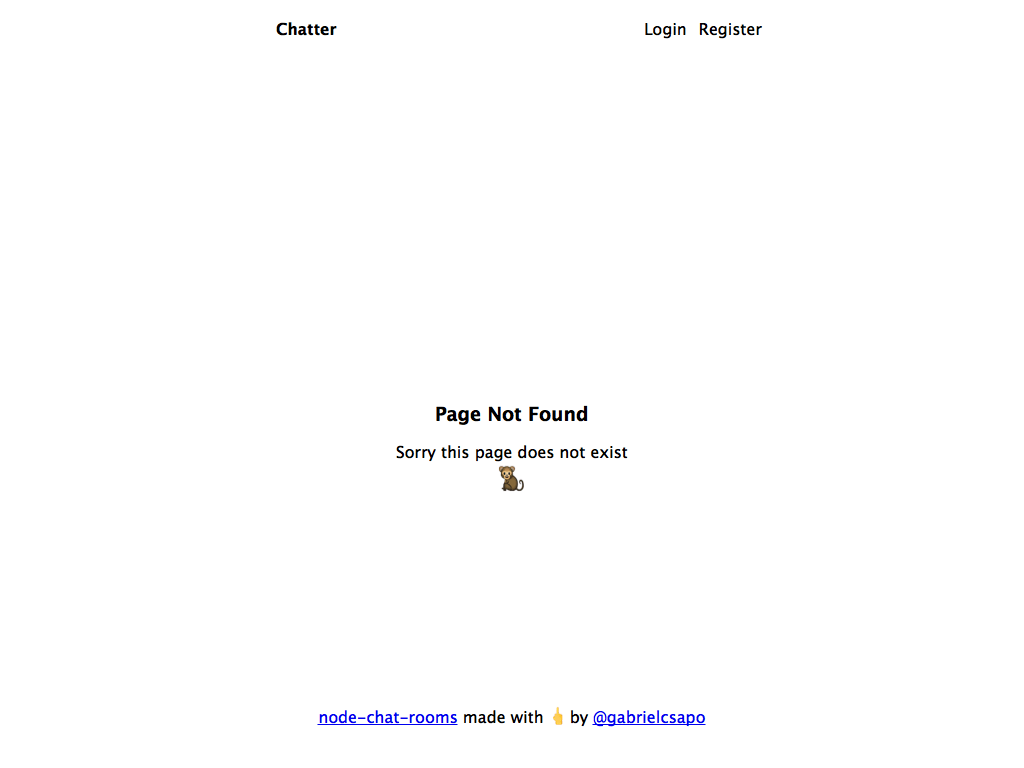 Chatter Login Register
Page Not Found
Sorry this page does not exist
node-chat-rooms made with 👆 by @gabrielcsapo